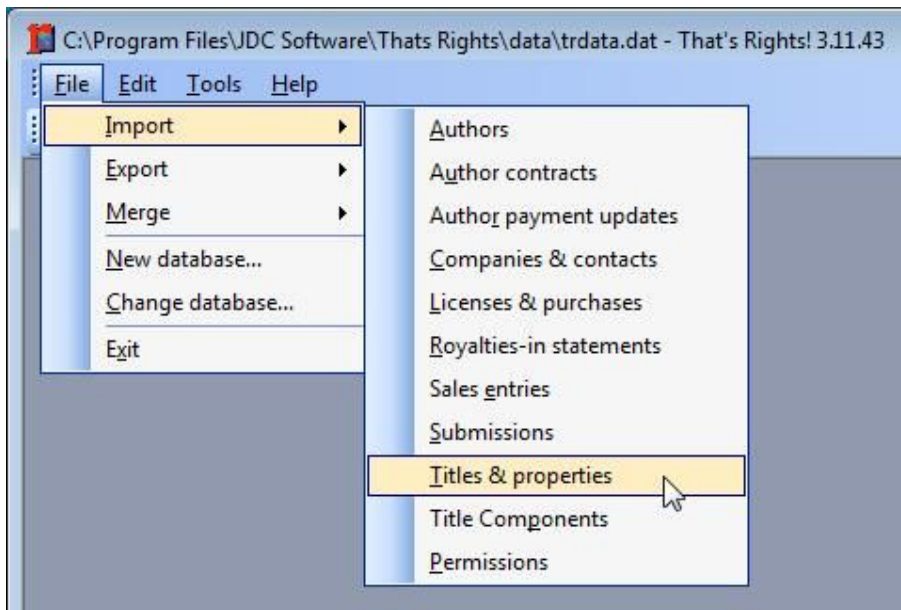 C:\Program Files\JDC Software\Thats Rights\data\trdata.dat - That's Rights! 3.11.43
File Edit Tools Help
Import
Export
Merge
New database...
Change database...
Exit
Authors
Author contracts
Author payment updates
Companies & contacts
Licenses & purchases
Royalties-in statements
Sales entries
Submissions
Titles & properties
Title Components
Permissions